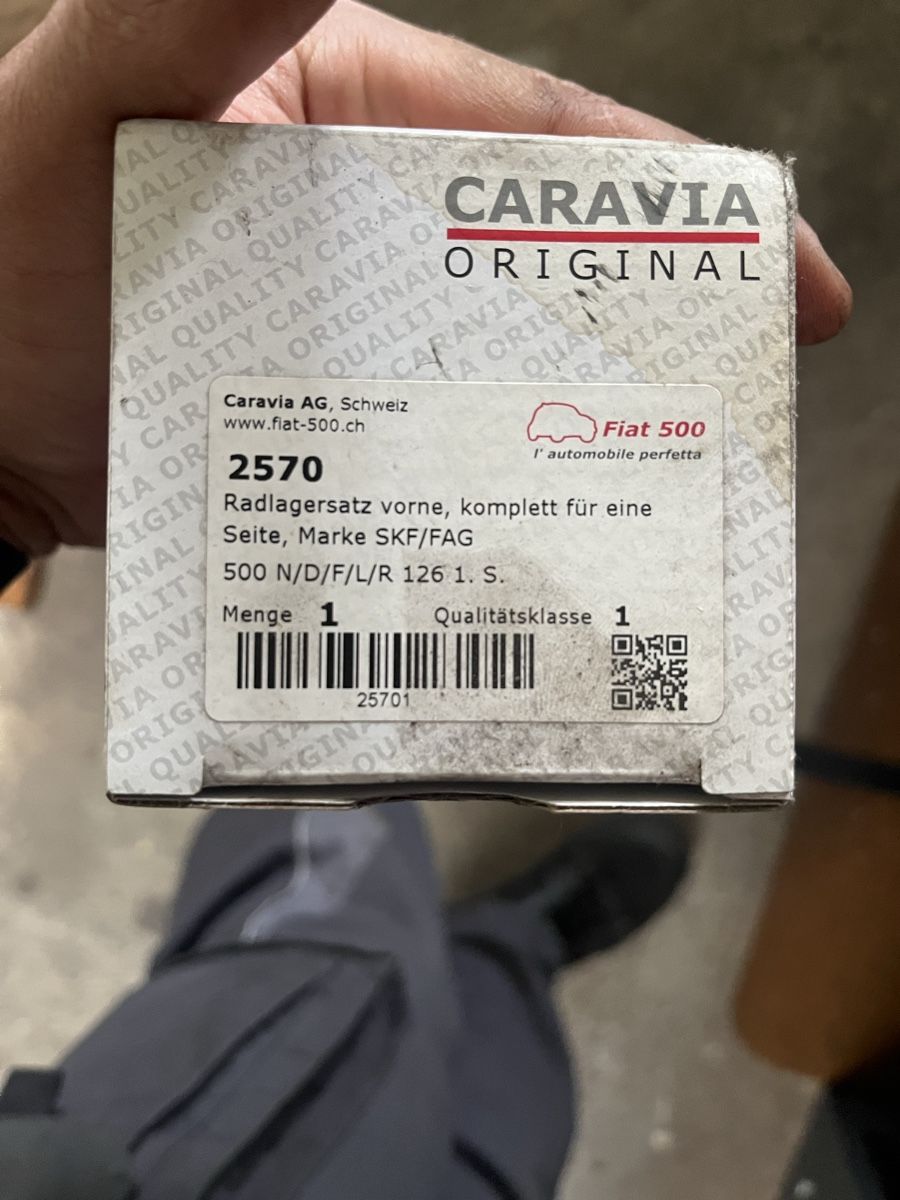 CARAVIA
ORIGINAL
Caravia AG, Schweiz
www.fiat-500.ch
Fiat 500
l' automobile perfetta
2570
Radlagersatz vorne, komplett für eine
Seite, Marke SKF/FAG
500 N/D/F/L/R 126 1. S.
Menge 1 Qualitätsklasse 1
25701